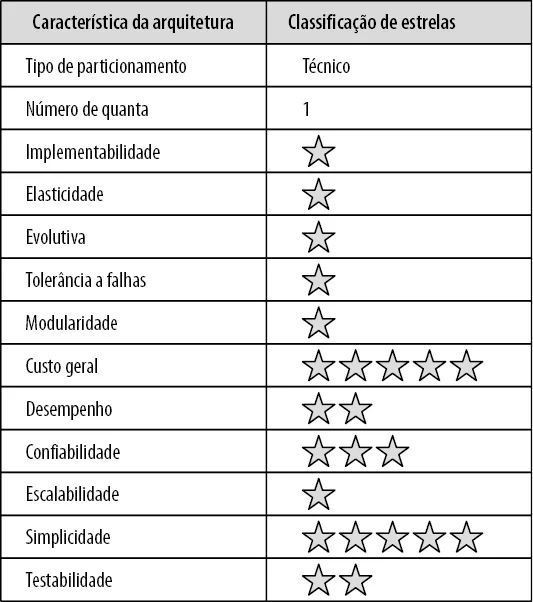 Característica da arquitetura Classificação de estrelas
Tipo de particionamento Técnico
Número de quanta 1
Implementabilidade
Elasticidade
Evolutiva
Tolerância a falhas
Modularidade
Custo geral
Desempenho
Confiabilidade
Escalabilidade
Simplicidade
Testabilidade